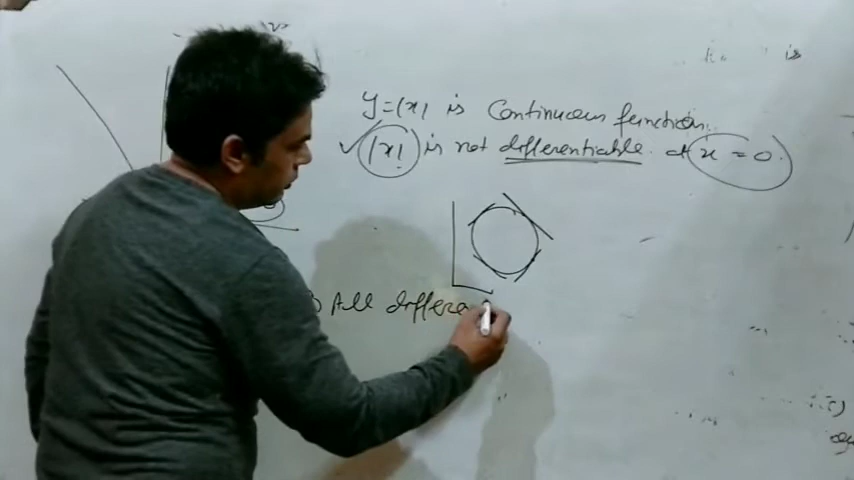 y=|x| is Continuous function.
|x| is not differentiable at x = 0.
All differe